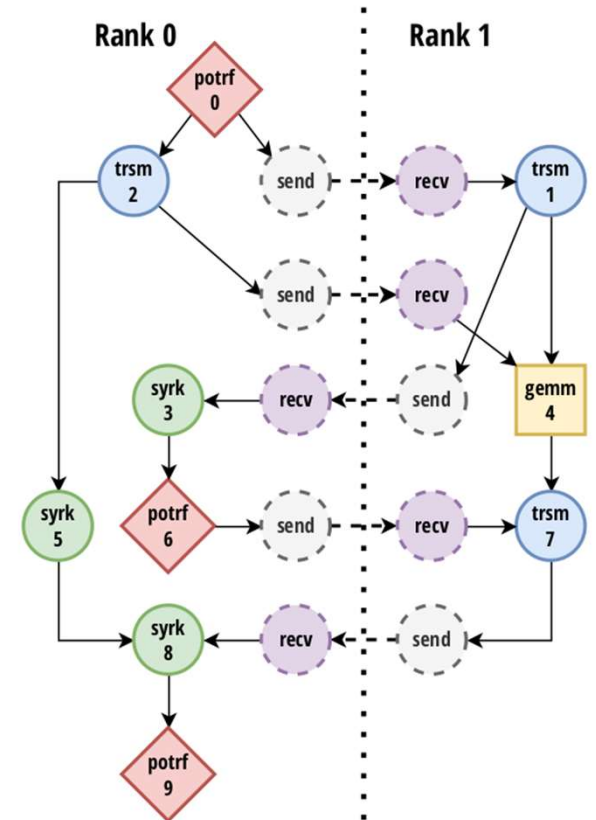 Rank 0
Rank 1
potrf
0
trsm
2
send
recv
trsm
1
send
recv
syrk
3
recv
send
gemm
4
syrk
5
potrf
6
send
recv
trsm
7
syrk
8
recv
send
potrf
9